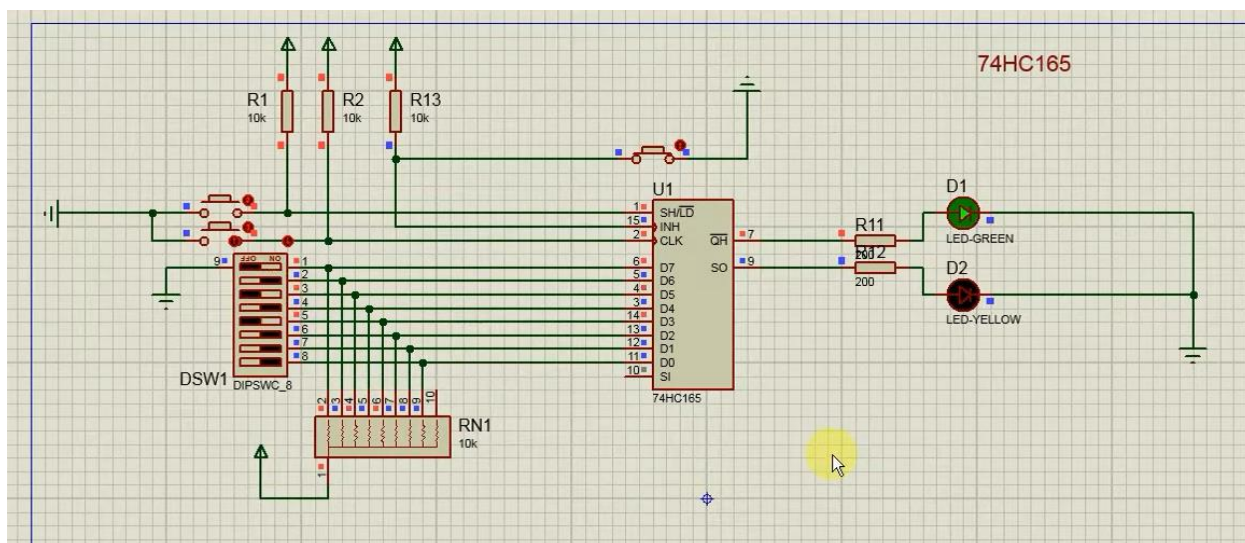 74HC165
R1
10k
R2
10k
R13
10k
U1
1
SH/LD
15
INH
2
CLK
QH
7
6
D7
SO
9
5
D6
4
D5
3
D4
14
D3
13
D2
12
D1
11
D0
10
SI
74HC165
D1
LED-GREEN
R11
200
R12
200
D2
LED-YELLOW
9
OFF ON
1
2
3
4
5
6
7
8
DSW1
DIPSWC_8
2
3
4
5
6
7
8
9
10
RN1
10k
1